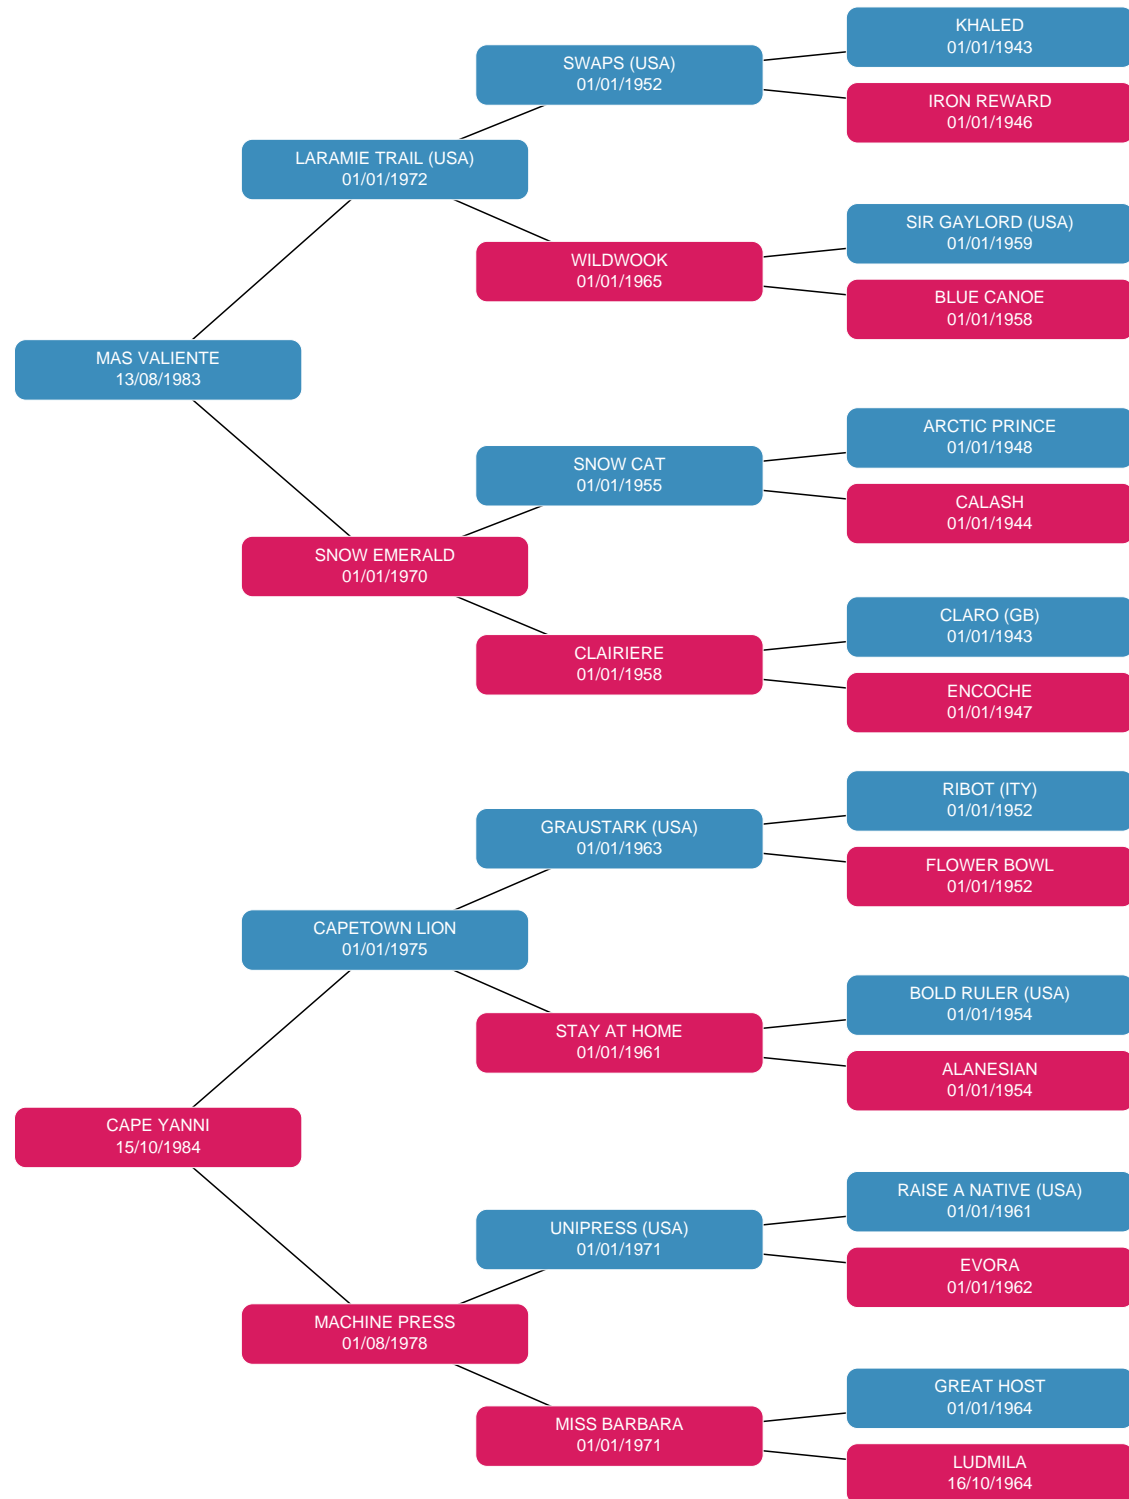 KHALED
01/01/1943
SWAPS (USA)
01/01/1952
IRON REWARD
01/01/1946
LARAMIE TRAIL (USA)
01/01/1972
SIR GAYLORD (USA)
01/01/1959
WILDWOOK
01/01/1965
BLUE CANOE
01/01/1958
MAS VALIENTE
13/08/1983
ARCTIC PRINCE
01/01/1948
SNOW CAT
01/01/1955
CALASH
01/01/1944
SNOW EMERALD
01/01/1970
CLARO (GB)
01/01/1943
CLAIRIERE
01/01/1958
ENCOCHE
01/01/1947
RIBOT (ITY)
01/01/1952
GRAUSTARK (USA)
01/01/1963
FLOWER BOWL
01/01/1952
CAPETOWN LION
01/01/1975
BOLD RULER (USA)
01/01/1954
STAY AT HOME
01/01/1961
ALANESIAN
01/01/1954
CAPE YANNI
15/10/1984
RAISE A NATIVE (USA)
01/01/1961
UNIPRESS (USA)
01/01/1971
EVORA
01/01/1962
MACHINE PRESS
01/08/1978
GREAT HOST
01/01/1964
MISS BARBARA
01/01/1971
LUDMILA
16/10/1964